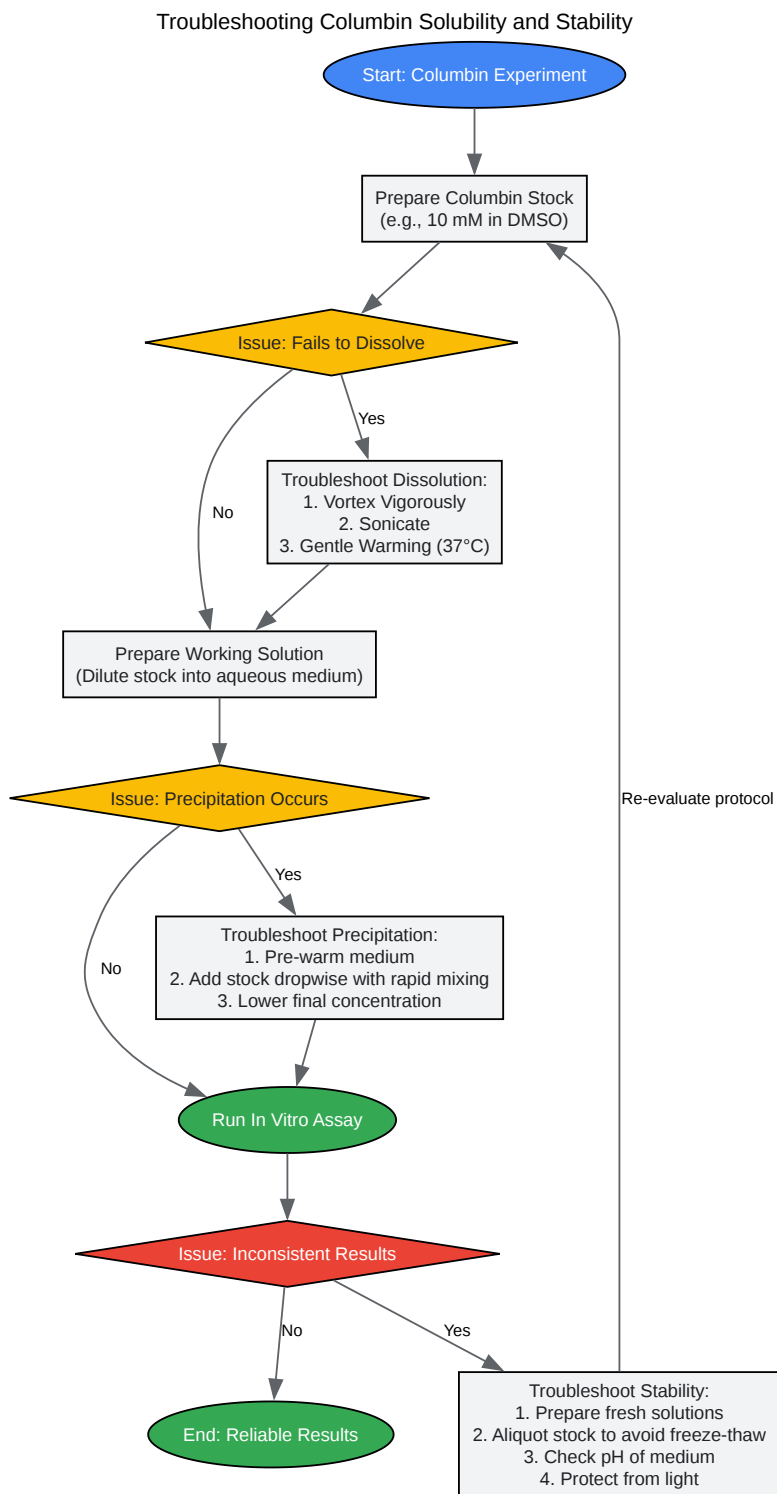 Troubleshooting Columbin Solubility and Stability
Start: Columbin Experiment
Prepare Columbin Stock
(e.g., 10 mM in DMSO)
Issue: Fails to Dissolve
Yes
No
Troubleshoot Dissolution:
1. Vortex Vigorously
2. Sonicate
3. Gentle Warming (37°C)
Prepare Working Solution
(Dilute stock into aqueous medium)
Issue: Precipitation Occurs
Re-evaluate protocol
Yes
No
Troubleshoot Precipitation:
1. Pre-warm medium
2. Add stock dropwise with rapid mixing
3. Lower final concentration
Run In Vitro Assay
Issue: Inconsistent Results
No
Yes
End: Reliable Results
Troubleshoot Stability:
1. Prepare fresh solutions
2. Aliquot stock to avoid freeze-thaw
3. Check pH of medium
4. Protect from light